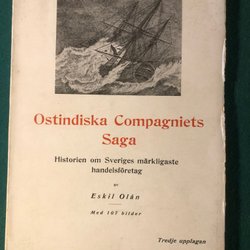 Ostindiska Compagniets
Saga
Historien om Sveriges märkligaste
handelsföretag
av
Eskil Olán
Med 107 bilder
Tredje upplagan